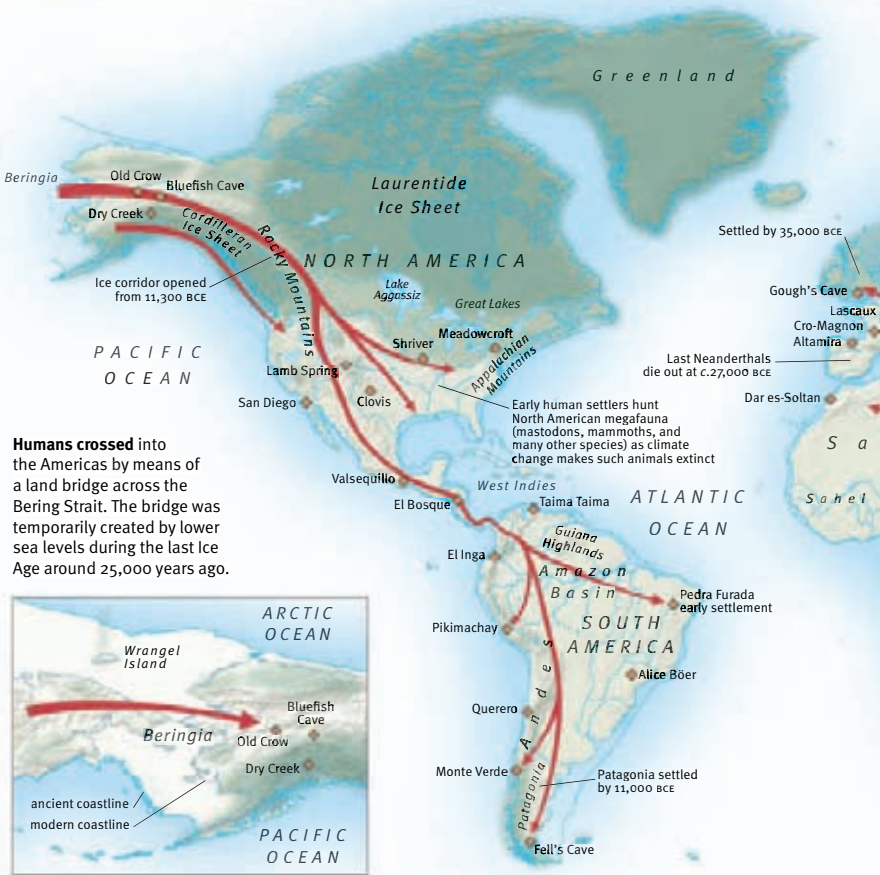 Greenland
Beringia
Old Crow
Bluefish Cave
Dry Creek
Cordilleran
Ice Sheet
Rocky Mountains
Laurentide
Ice Sheet
NORTH AMERICA
Ice corridor opened
from 11,300 BCE
Lake
Aggussiz
Great Lakes
PACIFIC
OCEAN
Shriver
Meadowcroft
Appalachian
Mountains
Lamb Spring
San Diego
Clovis
Early human settlers hunt
North American megafauna
(mastodons, mammoths, and
many other species) as climate
change makes such animals extinct
Settled by 35,000 BCE
Gough's Cave
Lascaux
Cro-Magnon
Altamira
Last Neanderthals
die out at c.27,000 BCE
Dar es-Soltan
Sa
Sahel
Humans crossed into
the Americas by means of
a land bridge across the
Bering Strait. The bridge was
temporarily created by lower
sea levels during the last Ice
Age around 25,000 years ago.
Valsequillo
El Bosque
West Indies
Taima Taima
ATLANTIC
OCEAN
El Inga
Guiana
Highlands
Amazon
Basin
Pedra Furada
early settlement
SOUTH
AMERICA
Pikimachay
Alice Böer
Andes
Querero
Monte Verde
Patagonia
Patagonia settled
by 11,000 BCE
Fell's Cave
ARCTIC
OCEAN
Wrangel
Island
Beringia
Bluefish
Cave
Old Crow
Dry Creek
ancient coastline
modern coastline
PACIFIC
OCEAN